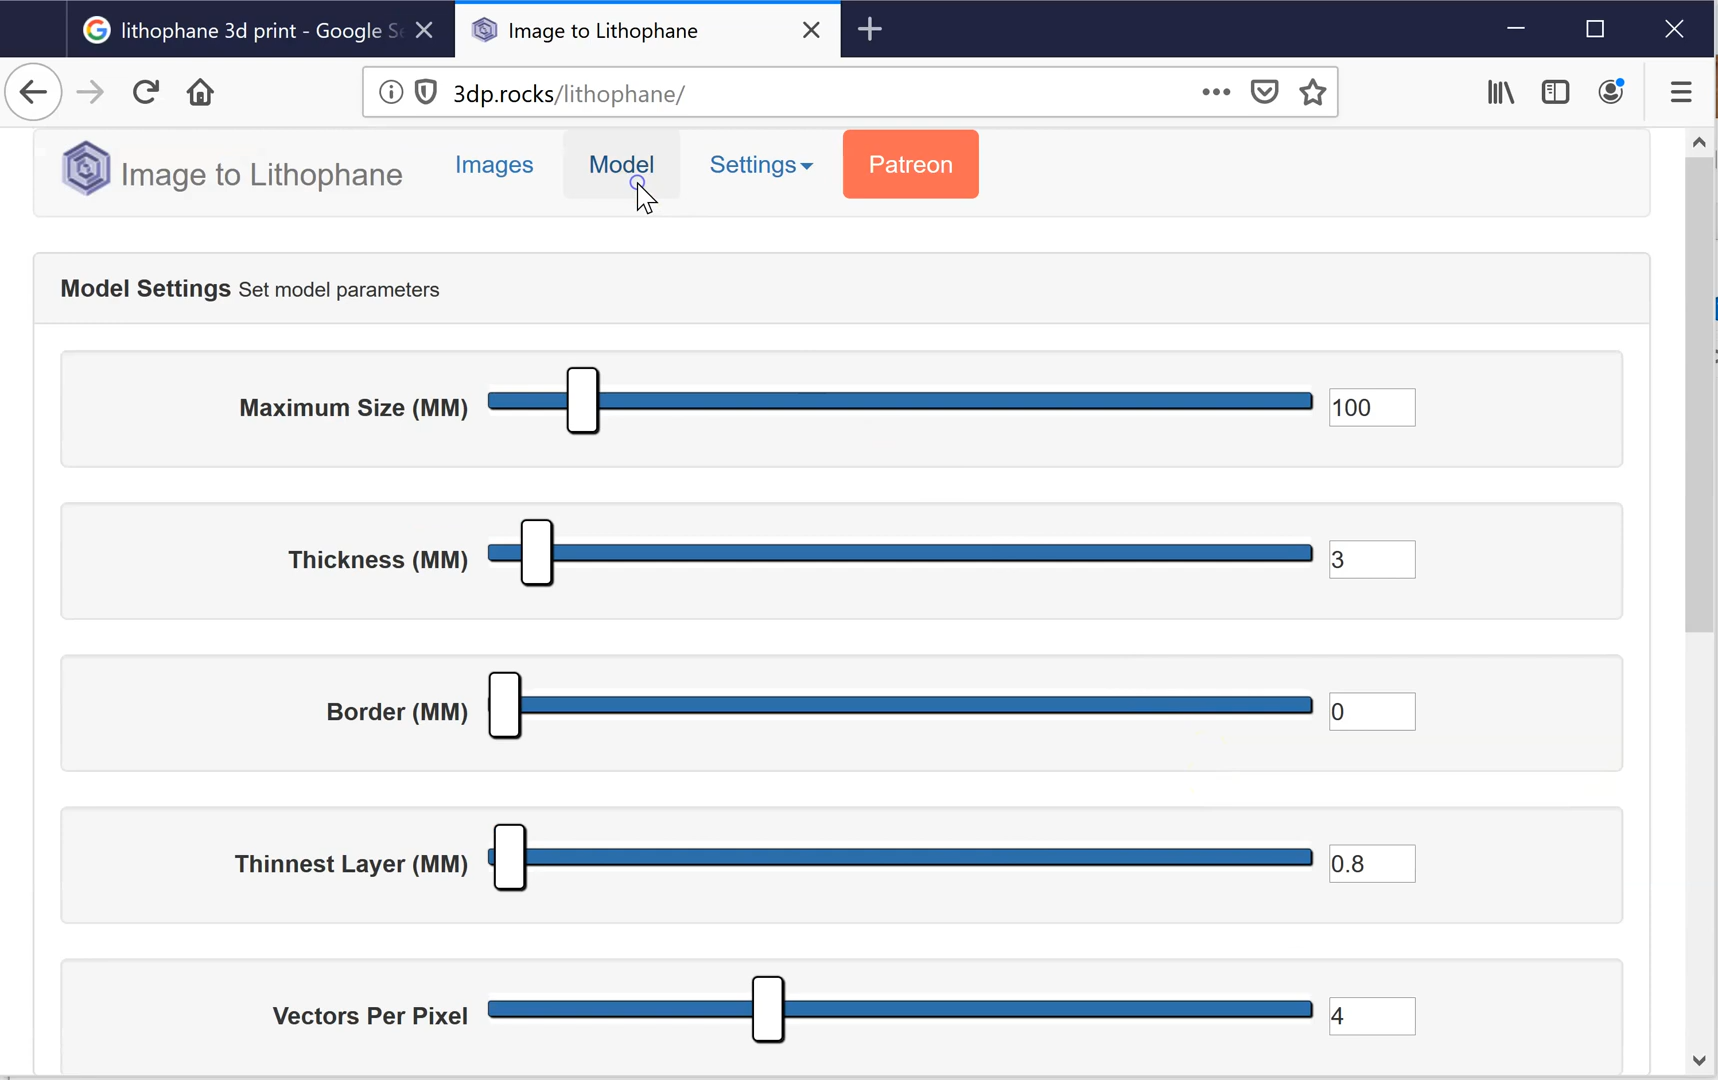 lithophane 3d print - Google Se
Image to Lithophane
3dp.rocks/lithophane/
Image to Lithophane
Images
Model
Settings
Patreon
Model Settings Set model parameters
Maximum Size (MM)
100
Thickness (MM)
3
Border (MM)
0
Thinnest Layer (MM)
0.8
Vectors Per Pixel
4